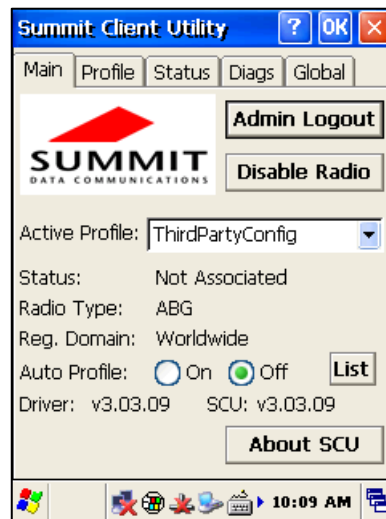 Summit Client Utility ? OK
Main Profile Status Diags Global
SUMMIT
DATA COMMUNICATIONS
Admin Logout
Disable Radio
Active Profile: ThirdPartyConfig
Status: Not Associated
Radio Type: ABG
Reg. Domain: Worldwide
Auto Profile: On Off List
Driver: v3.03.09 SCU: v3.03.09
About SCU
10:09 AM